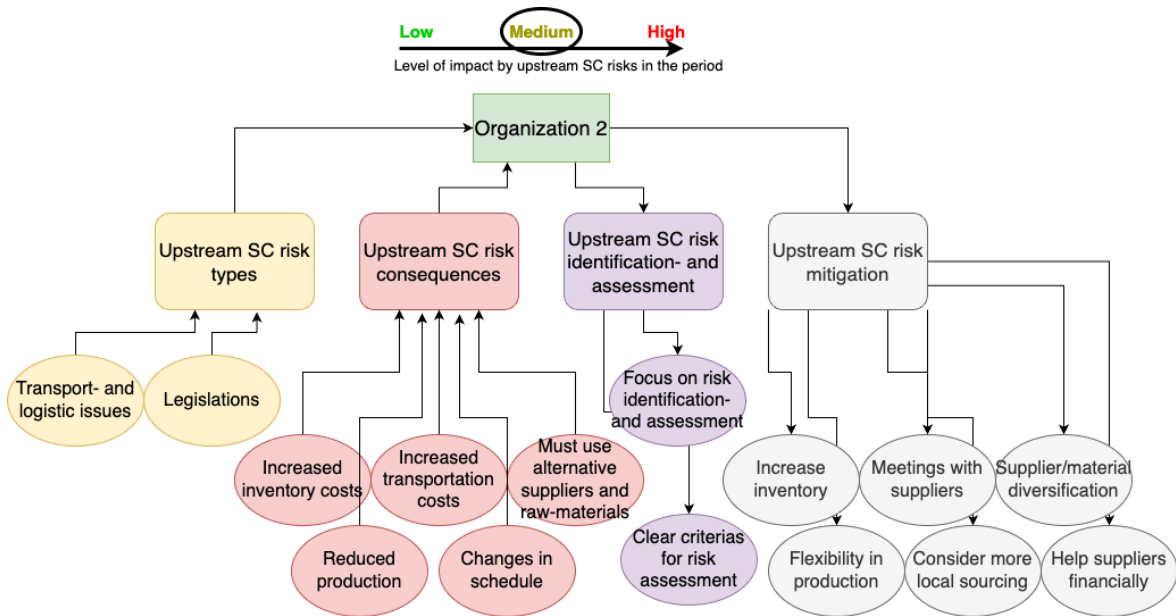 Low Medium High
Level of impact by upstream SC risks in the period
Organization 2
Upstream SC risk
types
Upstream SC risk
consequences
Upstream SC risk
identification- and
assessment
Upstream SC risk
mitigation
Transport- and
logistic issues
Legislations
Focus on risk
identification-
and assessment
Increased
inventory costs
Increased
transportation
costs
Must use
alternative
suppliers and
raw-materials
Increase
inventory
Meetings with
suppliers
Supplier/material
diversification
Reduced
production
Changes in
schedule
Clear criterias
for risk
assessment
Flexibility in
production
Consider more
local sourcing
Help suppliers
financially